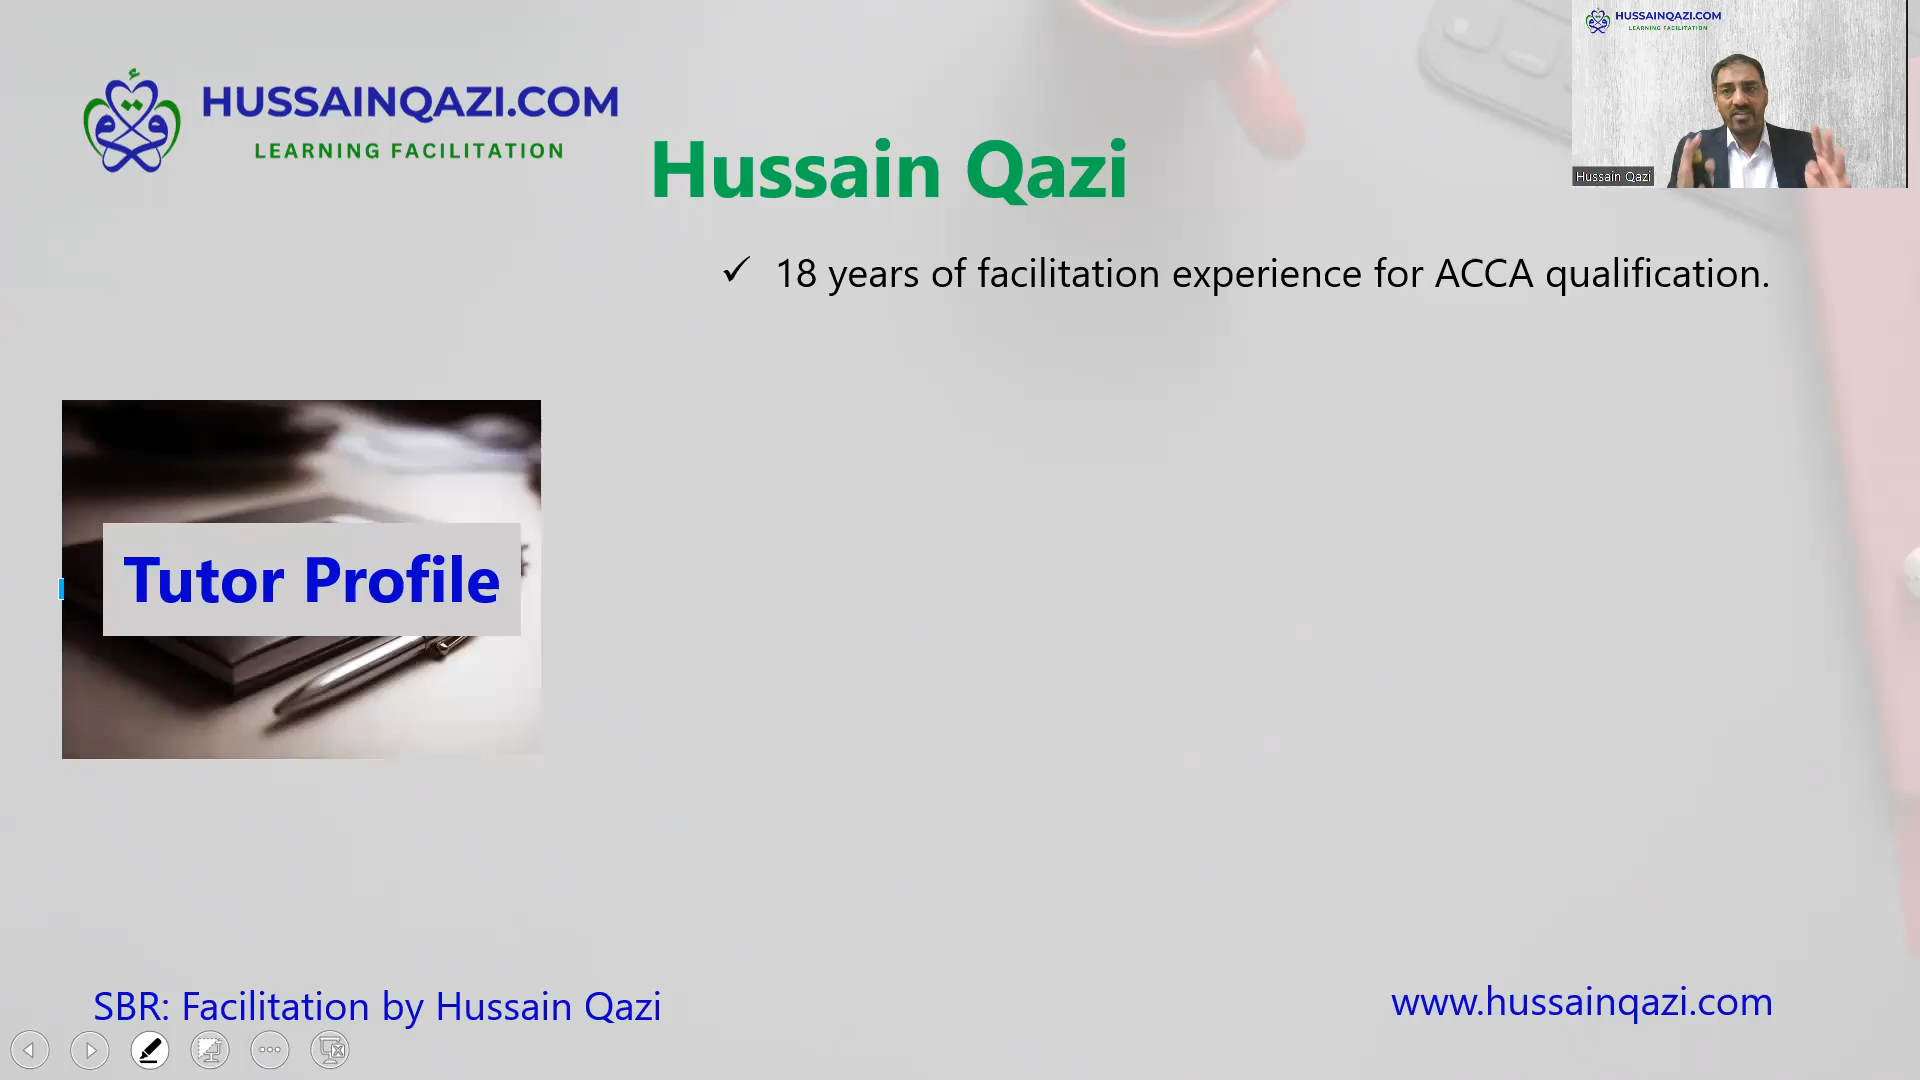 HUSSAINQAZI.COM
LEARNING FACILITATION
HUSSAINQAZI.COM
LEARNING FACILITATION
Hussain Qazi
Hussain Qazi
✓ 18 years of facilitation experience for ACCA qualification.
Tutor Profile
SBR: Facilitation by Hussain Qazi
www.hussainqazi.com